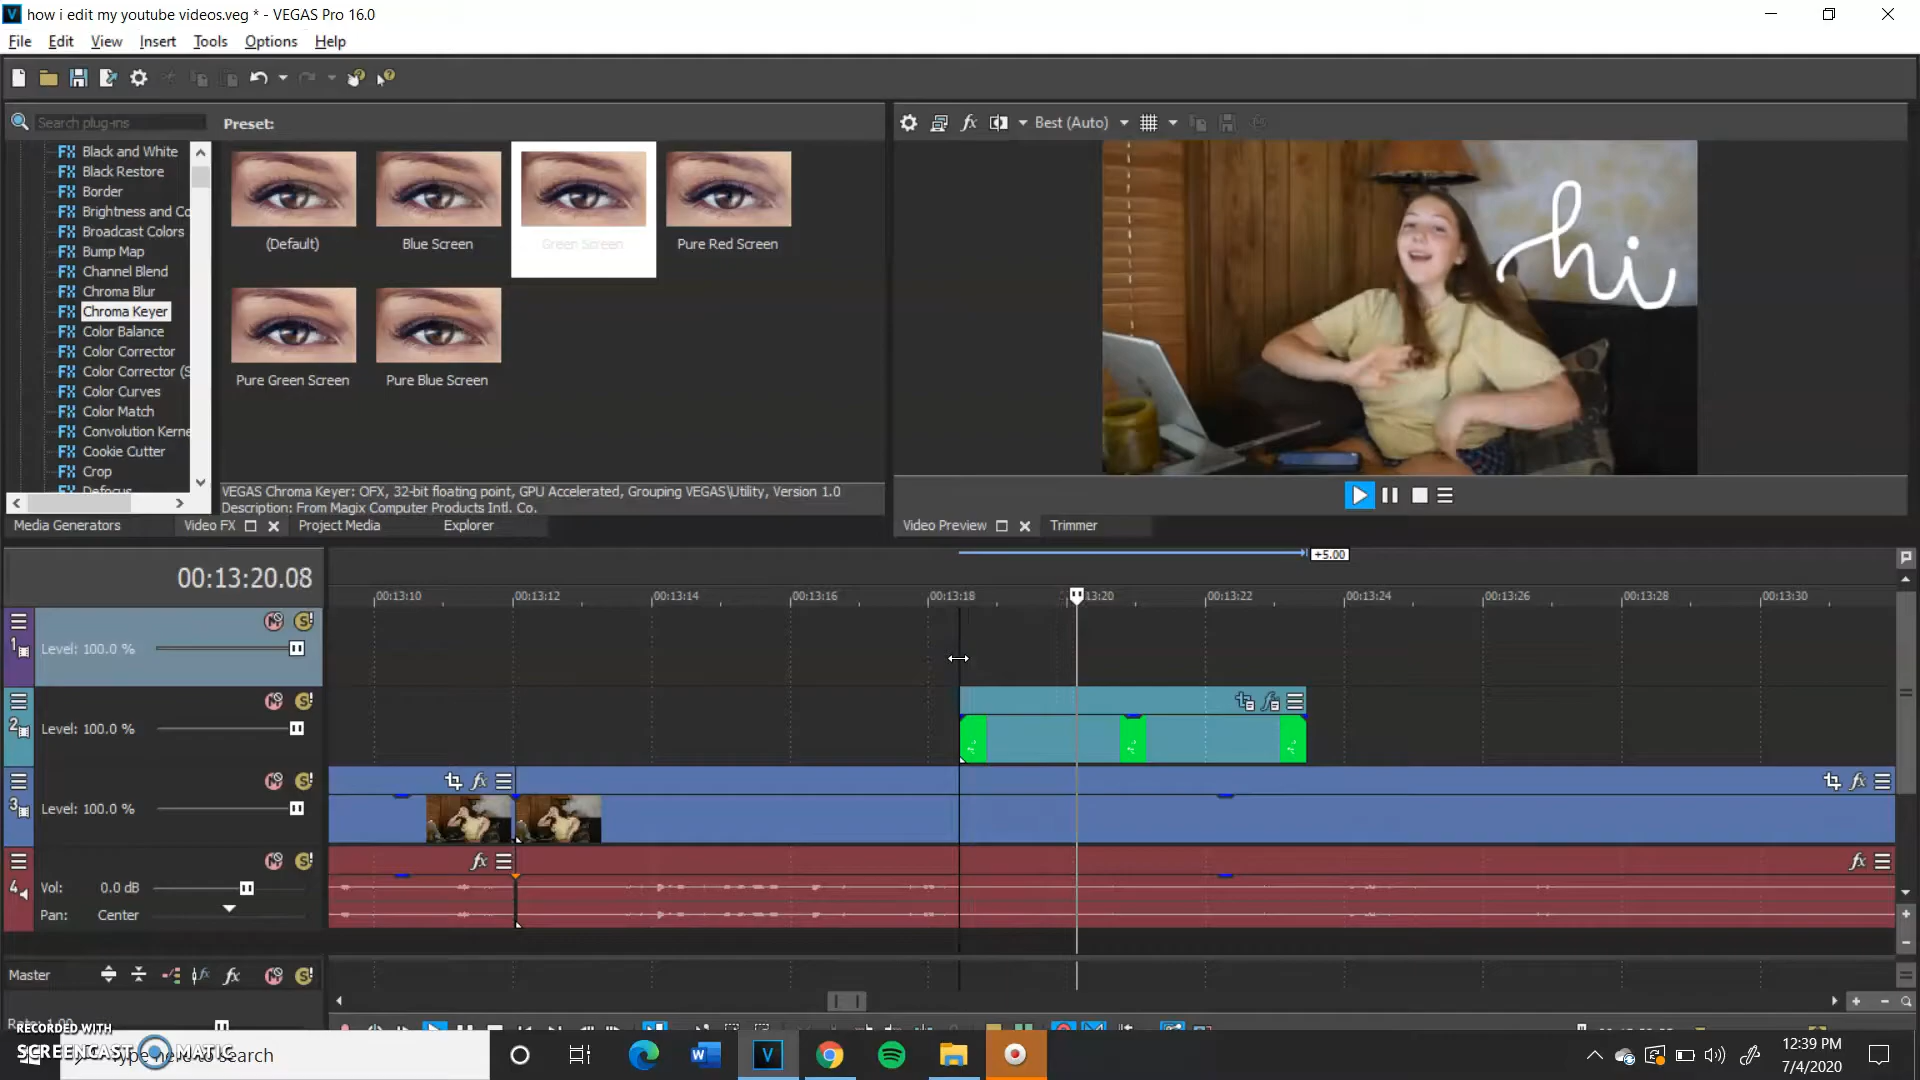 how i edit my youtube videos.veg * - VEGAS Pro 16.0
File Edit View Insert Tools Options Help
Search plug-ins
Preset:
Best (Auto)
Black and White
Black Restore
Border
Brightness and Co
Broadcast Colors
Bump Map
Channel Blend
Chroma Blur
Chroma Keyer
Color Balance
Color Corrector
Color Corrector (S
Color Curves
Color Match
Convolution Kerne
Cookie Cutter
Crop
Defocus
(Default)
Blue Screen
Green Screen
Pure Red Screen
Pure Green Screen
Pure Blue Screen
hi
VEGAS Chroma Keyer: OFX, 32-bit floating point, GPU Accelerated, Grouping VEGAS\Utility, Version 1.0
Description: From Magix Computer Products Intl. Co.
Media Generators Video FX Project Media Explorer
Video Preview Trimmer
+5.00
00:13:20.08
00:13:10 00:13:12 00:13:14 00:13:16 00:13:18 13:20 00:13:22 00:13:24 00:13:26 00:13:28 00:13:30
1 Level: 100.0 %
2 Level: 100.0 %
3 Level: 100.0 %
4 Vol: 0.0 dB
Pan: Center
Master
RECORDED WITH
SCREENCAST MATIC
Type here to search
12:39 PM
7/4/2020